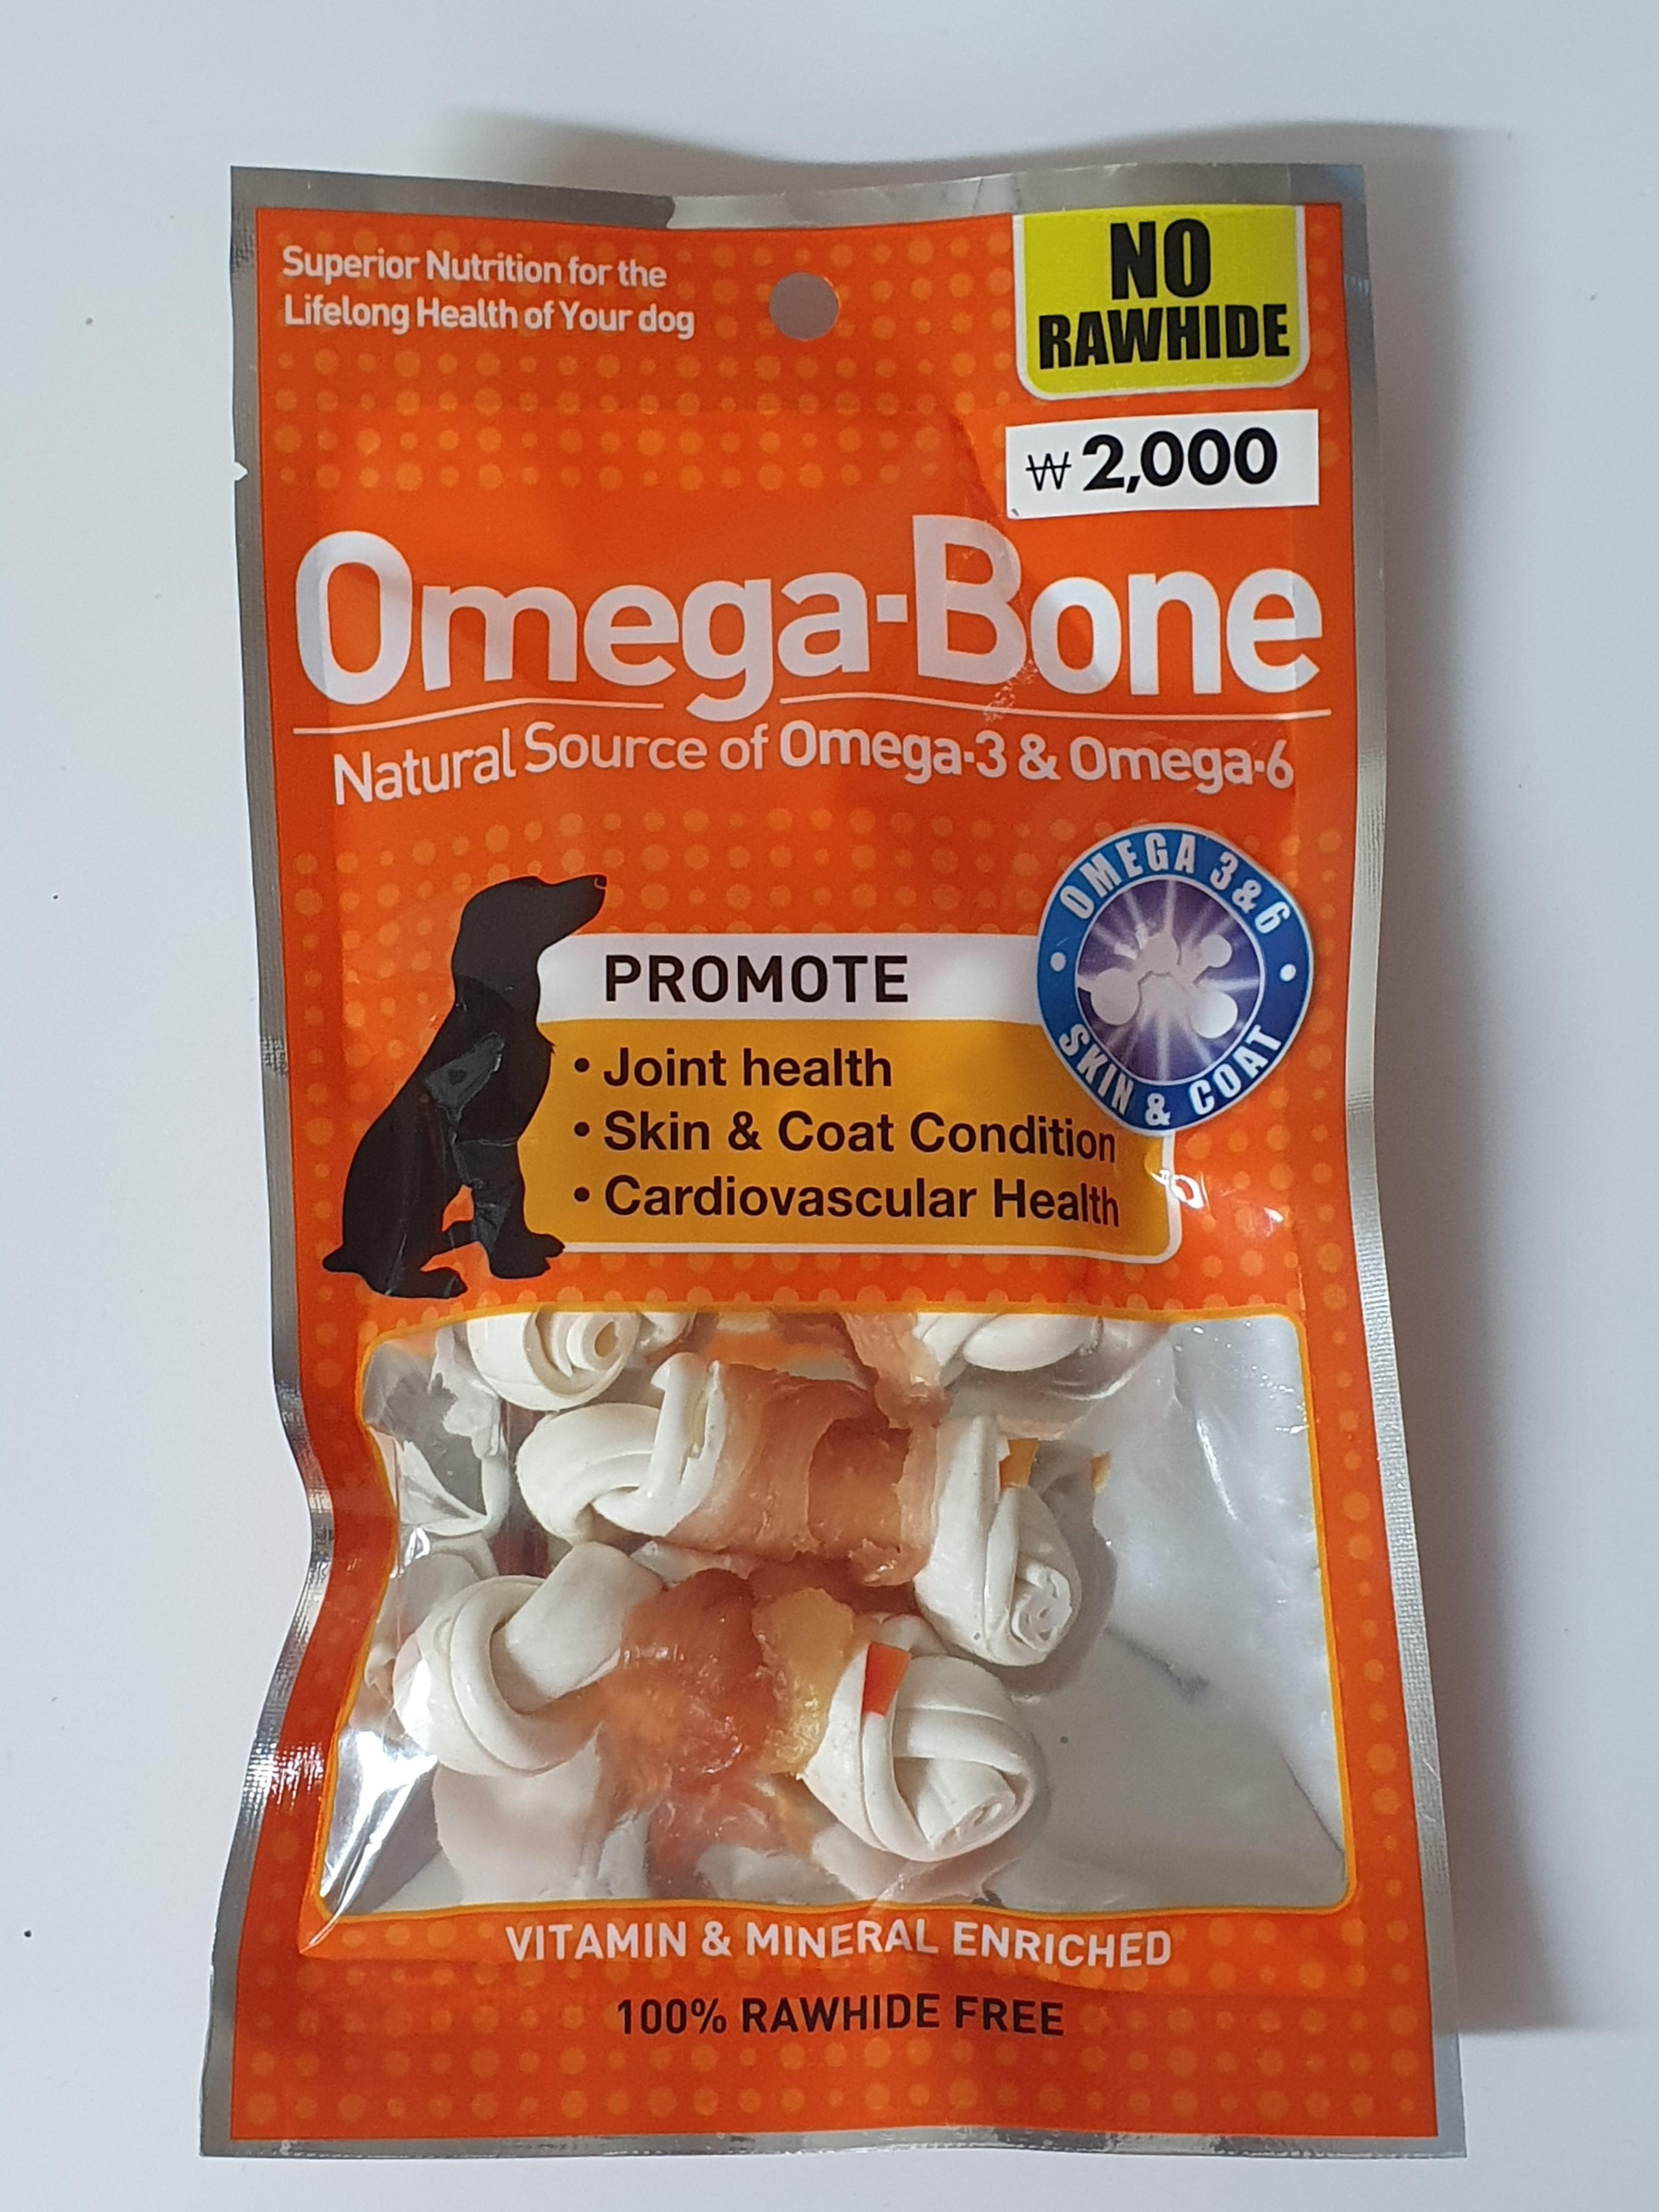 Superior Nutrition for the
Lifelong Health of Your dog
NO
RAWHIDE
₩2,000
Omega-Bone
Natural Source of Omega-3 & Omega-6
OMEGA 3&6
SKIN & COAT
PROMOTE
• Joint health
• Skin & Coat Condition
• Cardiovascular Health
VITAMIN & MINERAL ENRICHED
100% RAWHIDE FREE